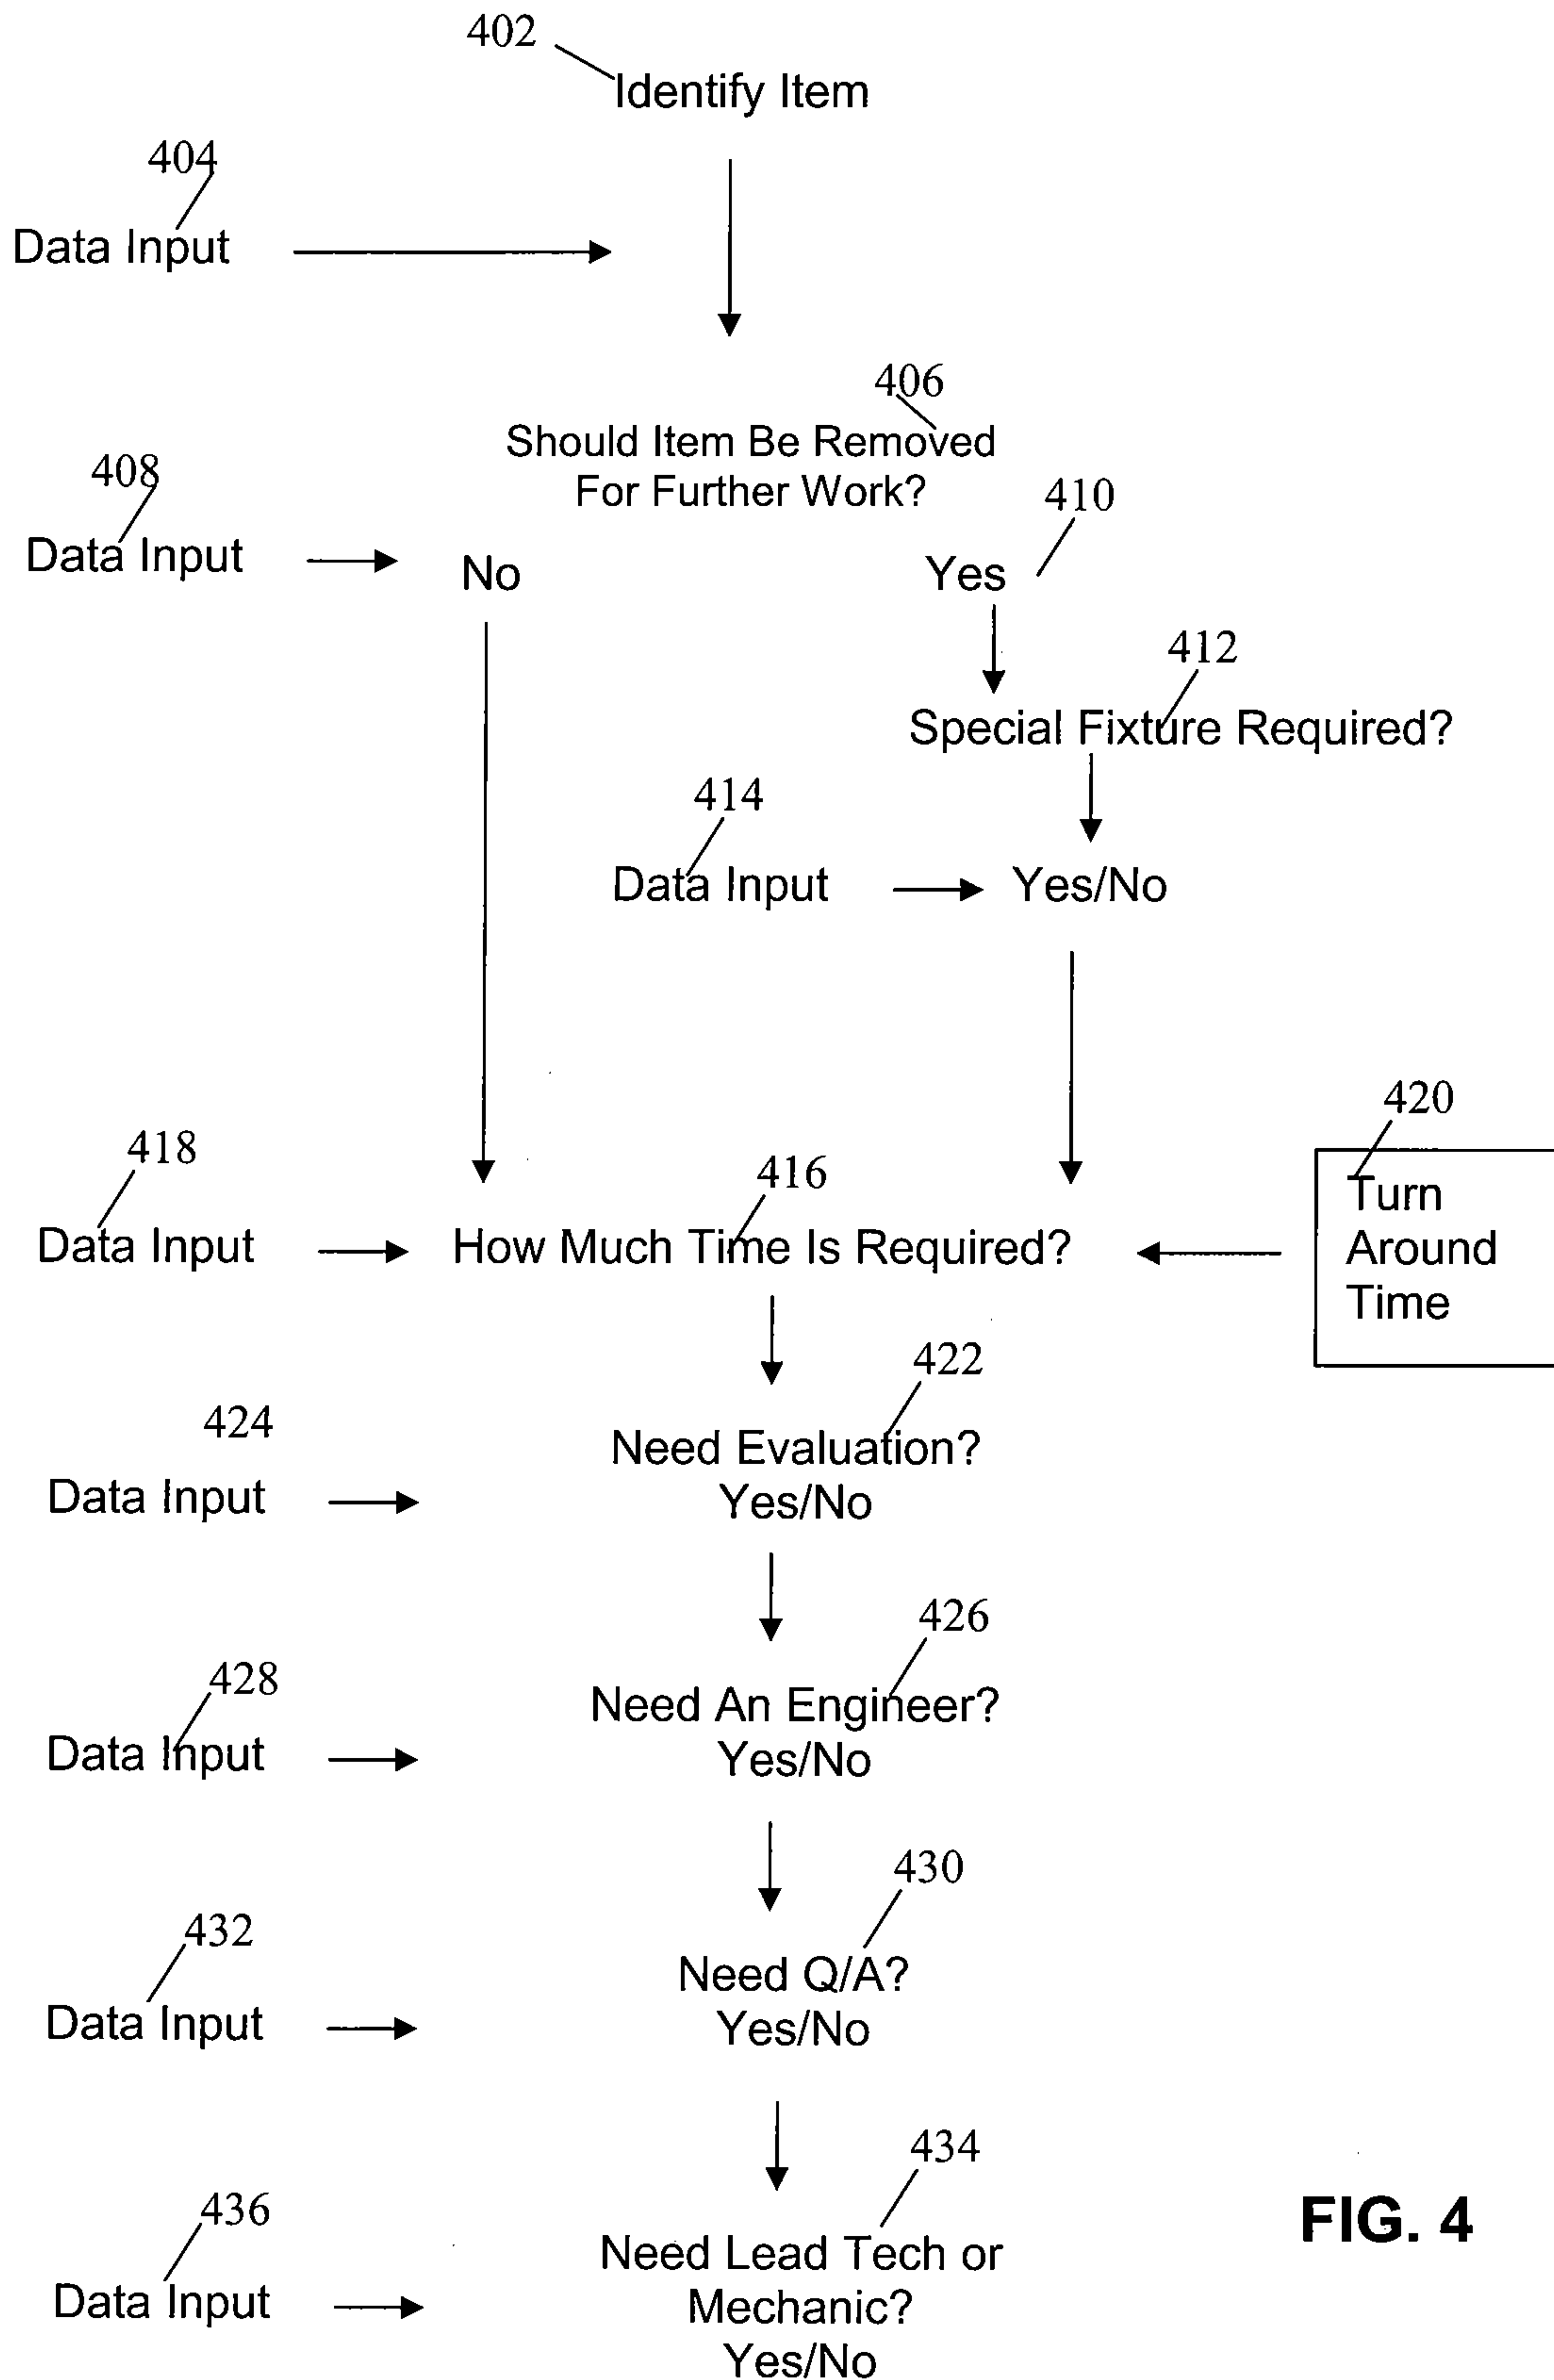 402
Identify Item
404
Data Input
406
Should Item Be Removed
For Further Work?
408
410
Data Input
No
Yes
412
Special Fixture Required?
414
Data Input
Yes/No
420
418
416
Turn
Around
Time
Data Input
How Much Time Is Required?
422
424
Need Evaluation?
Data Input
Yes/No
426
428
Need An Engineer?
Data Input
Yes/No
430
432
Need Q/A?
Data Input
Yes/No
434
436
Need Lead Tech or
Mechanic?
Yes/No
Data Input
FIG. 4